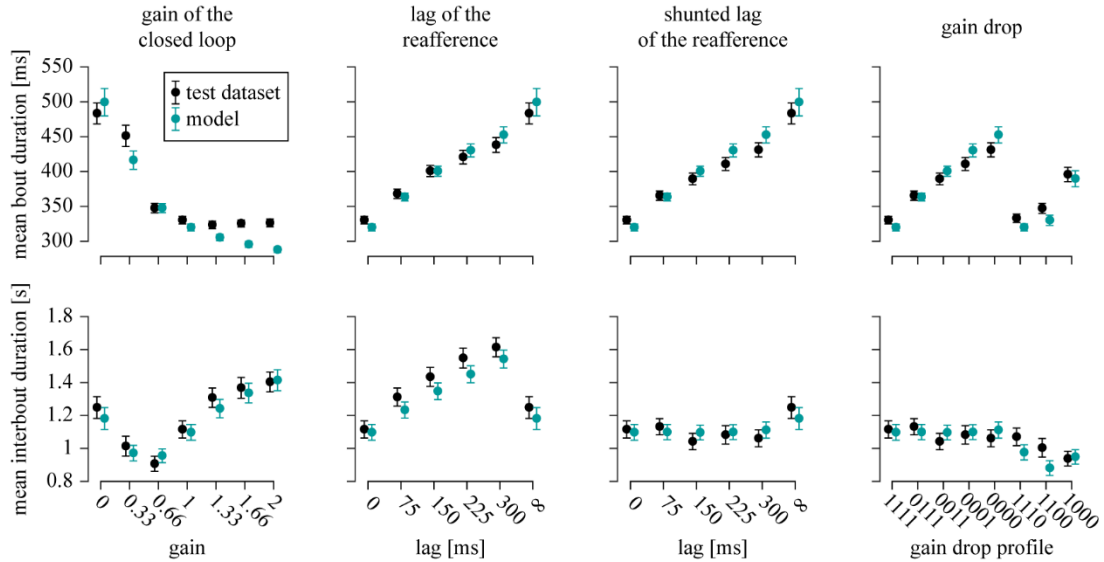 gain of the
closed loop
lag of the
reafference
shunted lag
of the reafference
gain drop
mean bout duration [ms]
550
500
450
400
350
300
test dataset
model
mean interbout duration [s]
1.8
1.6
1.4
1.2
1
0.8
0
0.33
0.66
1
1.33
1.66
2
gain
0
75
150
225
300
∞
lag [ms]
0
75
150
225
300
∞
lag [ms]
1111
0111
0011
0001
0000
1110
1100
1000
gain drop profile